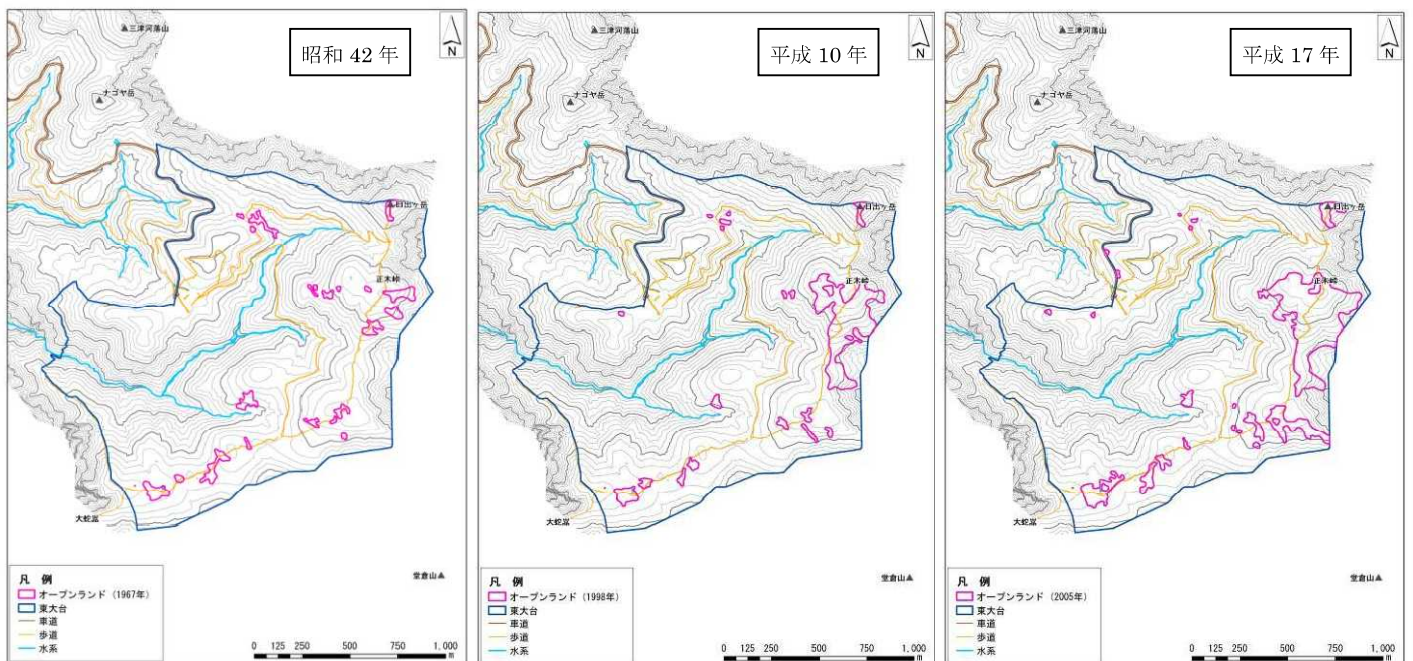 昭和 42 年
三津河落山
N
ナゴヤ岳
日出ヶ岳
正木峠
大蛇嵓
堂倉山
凡 例
オープンランド (1967年)
東大台
車道
歩道
水系
0 125 250 500 750 1,000
m
平成 10 年
三津河落山
N
ナゴヤ岳
日出ヶ岳
正木峠
大蛇嵓
堂倉山
凡 例
オープンランド (1998年)
東大台
車道
歩道
水系
0 125 250 500 750 1,000
m
平成 17 年
三津河落山
N
ナゴヤ岳
日出ヶ岳
正木峠
大蛇嵓
堂倉山
凡 例
オープンランド (2005年)
東大台
車道
歩道
水系
0 125 250 500 750 1,000
m